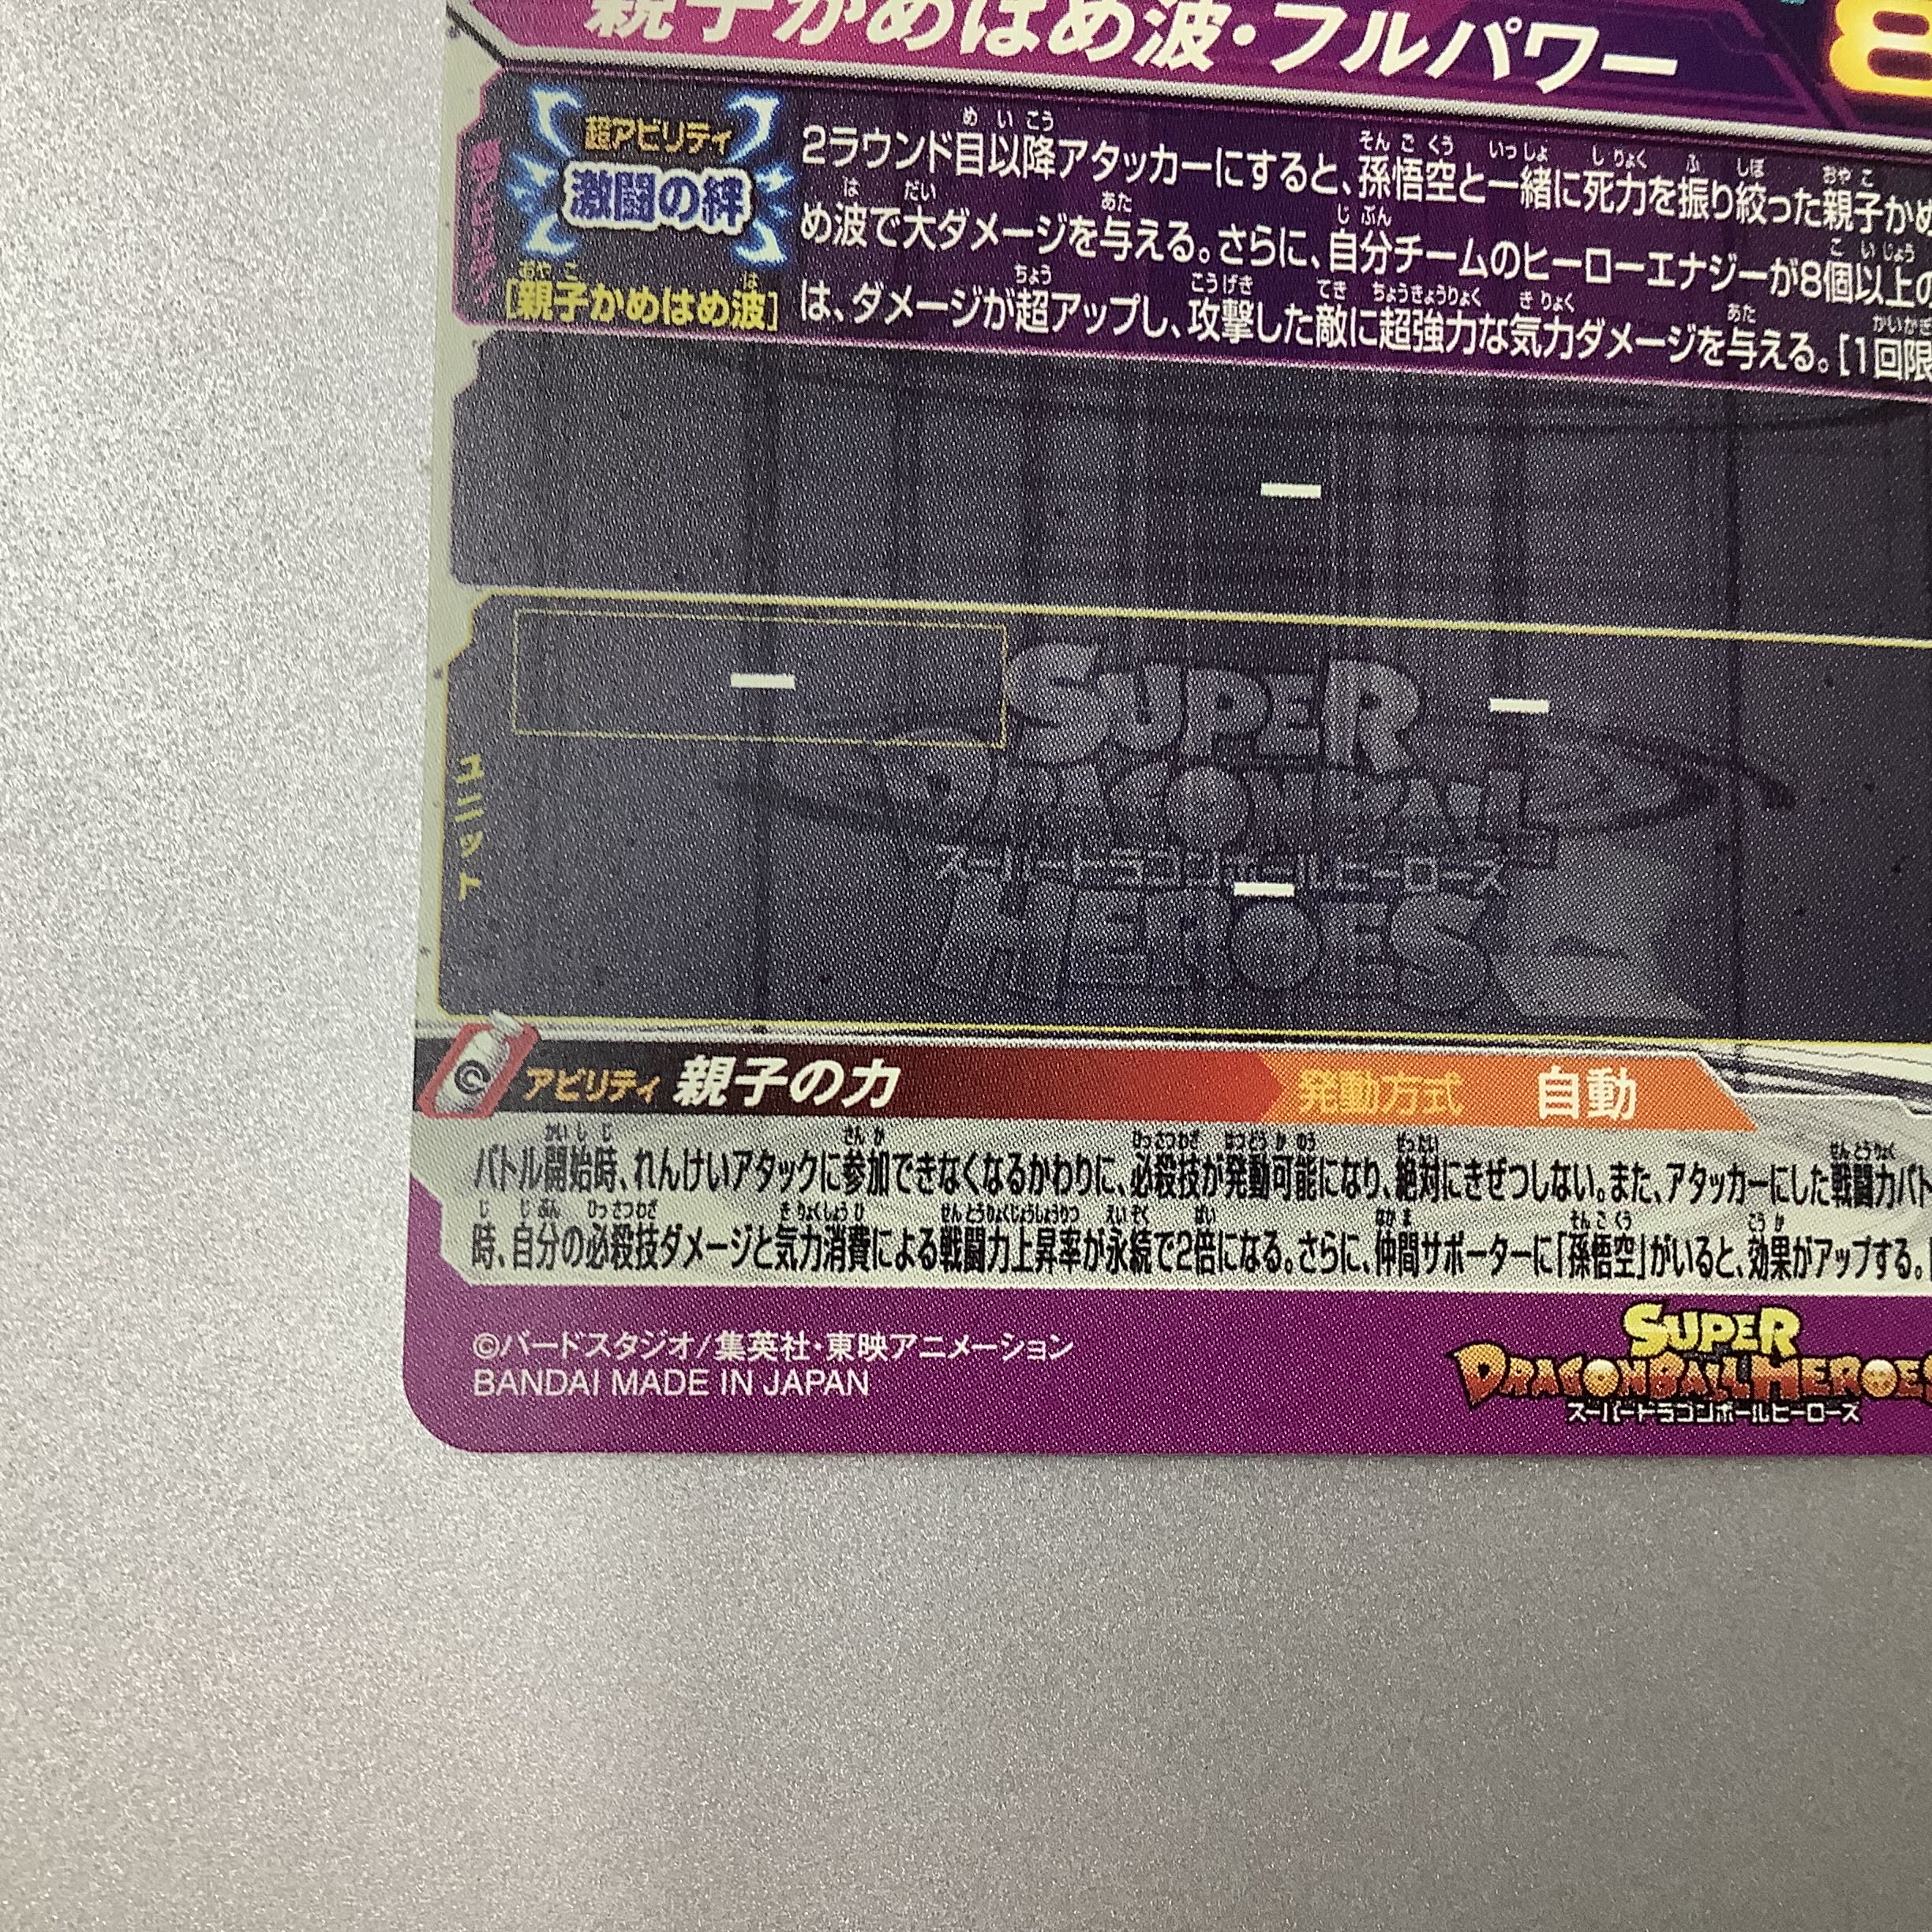 親子かめはめ波・フルパワー
8
超アビリティ
激闘の絆
[親子かめはめ波]
2ラウンド目以降アタッカーにすると、孫悟空と一緒に死力を振り絞った親子かめ
め波で大ダメージを与える。さらに、自分チームのヒーローエナジーが8個以上の
は、ダメージが超アップし、攻撃した敵に超強力な気力ダメージを与える。[1回限
ー
ー
ー
ユニット
SUPER
DRAGONBALL
スーパードラゴンボールヒーローズ
HEROES
ー
アビリティ 親子の力 発動方式 自動
バトル開始時、れんけいアタックに参加できなくなるかわりに、必殺技が発動可能になり、絶対にきぜつしない。また、アタッカーにした戦闘力バト
時、自分の必殺技ダメージと気力消費による戦闘力上昇率が永続で2倍になる。さらに、仲間サポーターに「孫悟空」がいると、効果がアップする。
©バードスタジオ/集英社・東映アニメーション
BANDAI MADE IN JAPAN
SUPER
DRAGONBALL HEROES
スーパードラゴンボールヒーローズ